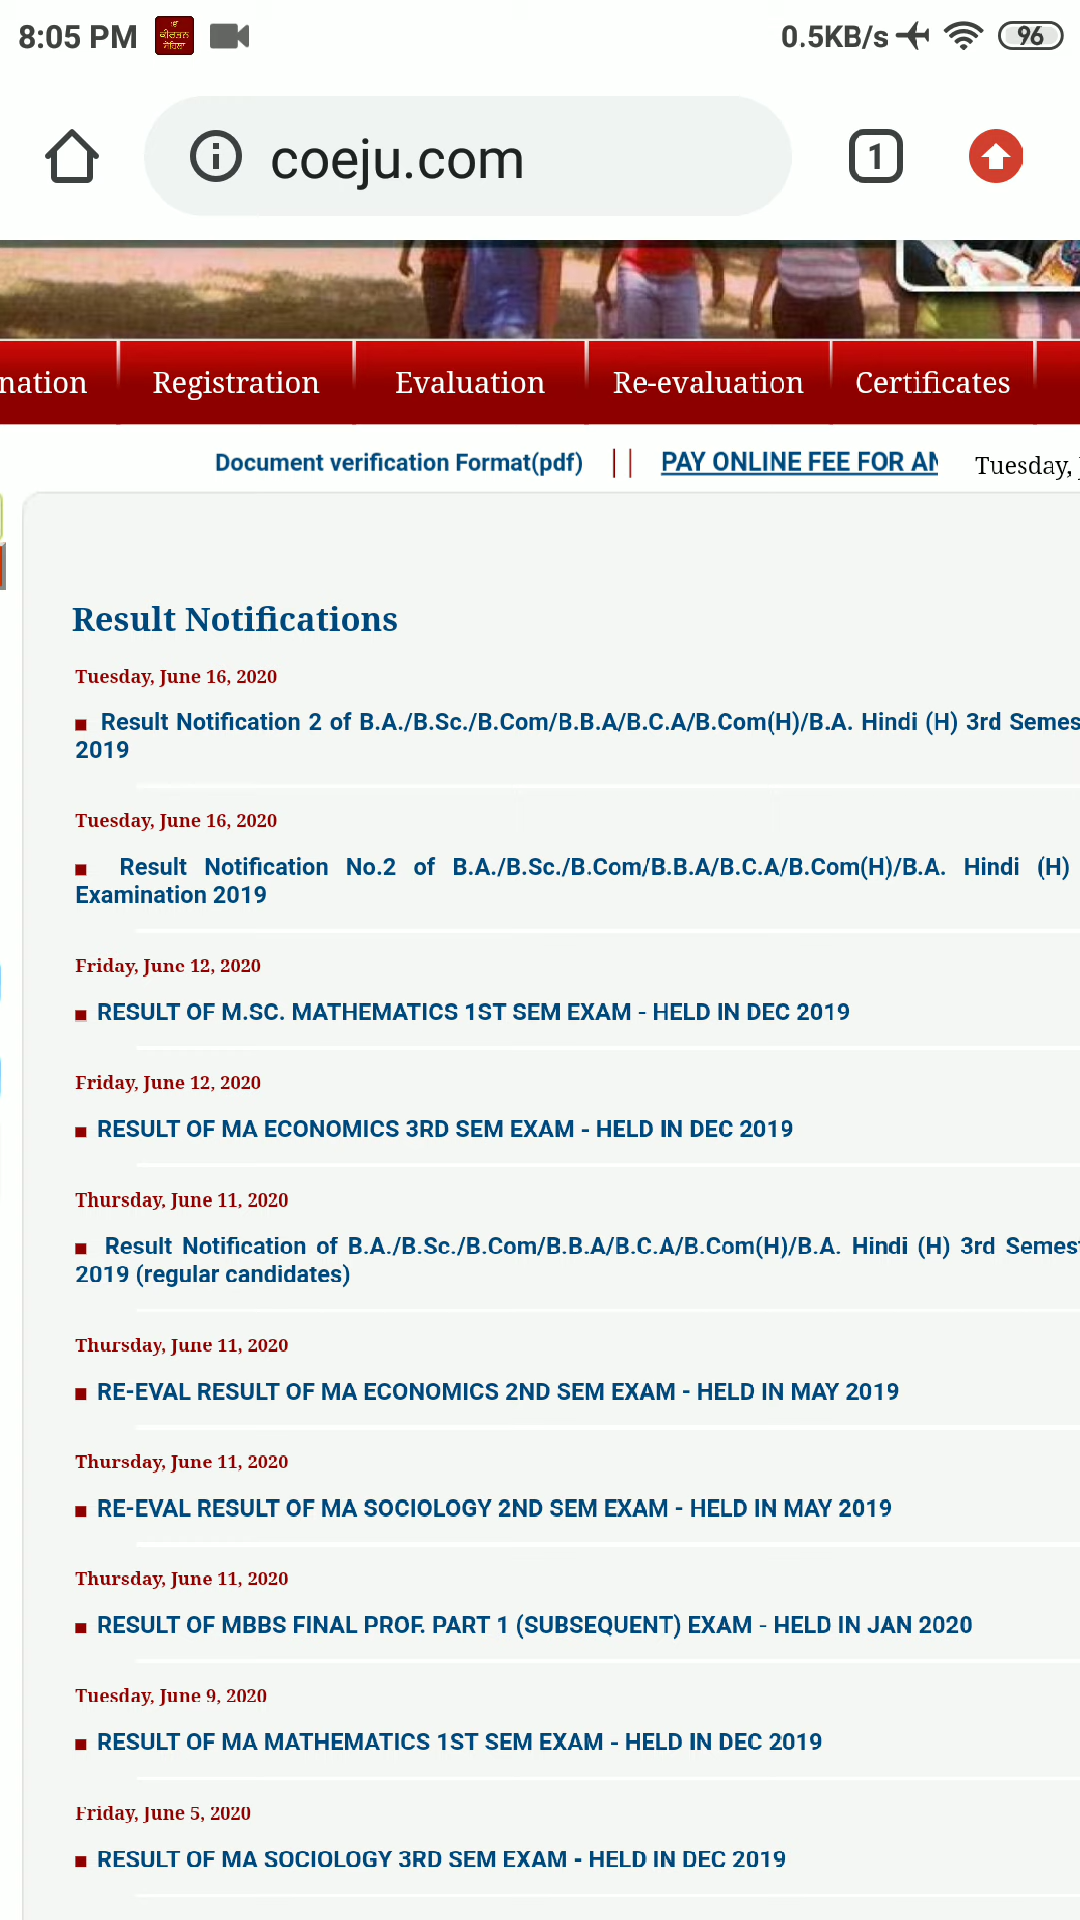 8:05 PM ੴ ਕੀਰਤਨ ਸੋਹਿਲਾ 0.5KB/s 96
coeju.com 1
nation Registration Evaluation Re-evaluation Certificates
Document verification Format(pdf) || PAY ONLINE FEE FOR AN Tuesday,
Result Notifications
Tuesday, June 16, 2020
Result Notification 2 of B.A./B.Sc./B.Com/B.B.A/B.C.A/B.Com(H)/B.A. Hindi (H) 3rd Semes
2019
Tuesday, June 16, 2020
Result Notification No.2 of B.A./B.Sc./B.Com/B.B.A/B.C.A/B.Com(H)/B.A. Hindi (H)
Examination 2019
Friday, June 12, 2020
RESULT OF M.SC. MATHEMATICS 1ST SEM EXAM - HELD IN DEC 2019
Friday, June 12, 2020
RESULT OF MA ECONOMICS 3RD SEM EXAM - HELD IN DEC 2019
Thursday, June 11, 2020
Result Notification of B.A./B.Sc./B.Com/B.B.A/B.C.A/B.Com(H)/B.A. Hindi (H) 3rd Semest
2019 (regular candidates)
Thursday, June 11, 2020
RE-EVAL RESULT OF MA ECONOMICS 2ND SEM EXAM - HELD IN MAY 2019
Thursday, June 11, 2020
RE-EVAL RESULT OF MA SOCIOLOGY 2ND SEM EXAM - HELD IN MAY 2019
Thursday, June 11, 2020
RESULT OF MBBS FINAL PROF. PART 1 (SUBSEQUENT) EXAM - HELD IN JAN 2020
Tuesday, June 9, 2020
RESULT OF MA MATHEMATICS 1ST SEM EXAM - HELD IN DEC 2019
Friday, June 5, 2020
RESULT OF MA SOCIOLOGY 3RD SEM EXAM - HELD IN DEC 2019